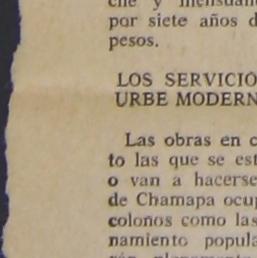 che y mensual
por siete años d
pesos.
LOS SERVICIO
URBE MODERN
Las obras en c
to las que se est
o van a hacerse
de Chamapa ocup
colonos como las
namiento popula